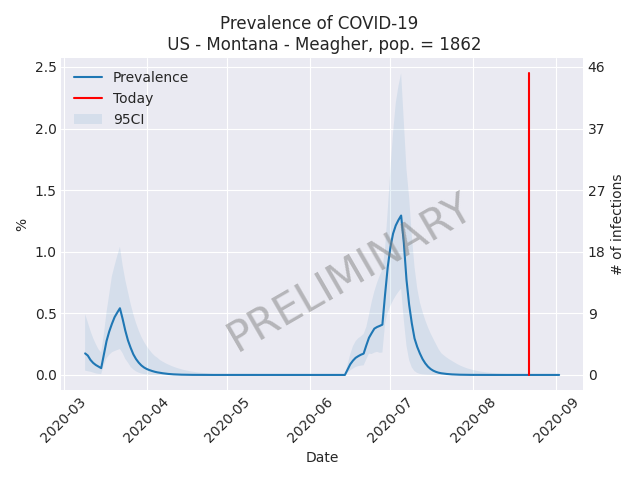 Prevalence of COVID-19
US - Montana - Meagher, pop. = 1862
Prevalence
Today
95CI
PRELIMINARY
%
2.5
2.0
1.5
1.0
0.5
0.0
46
37
27
18
9
0
# of infections
2020-03
2020-04
2020-05
2020-06
2020-07
2020-08
2020-09
Date